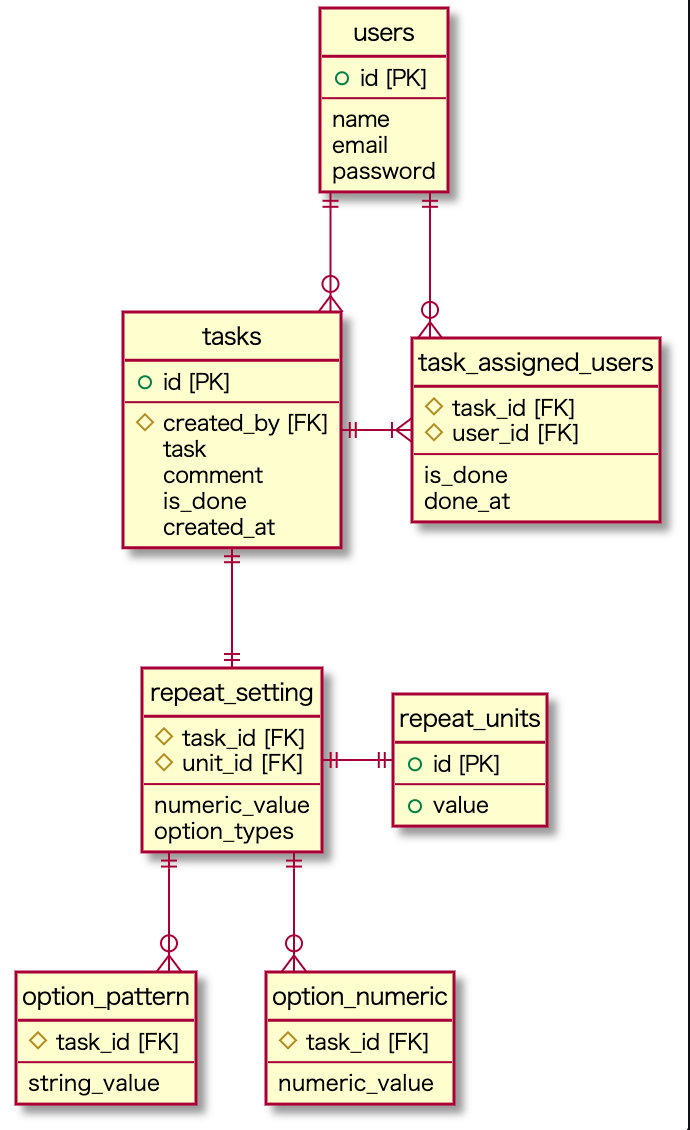 users
id [PK]
name
email
password
tasks
id [PK]
created_by [FK]
task
comment
is_done
created_at
task_assigned_users
task_id [FK]
user_id [FK]
is_done
done_at
repeat_setting
task_id [FK]
unit_id [FK]
numeric_value
option_types
repeat_units
id [PK]
value
option_pattern
task_id [FK]
string_value
option_numeric
task_id [FK]
numeric_value